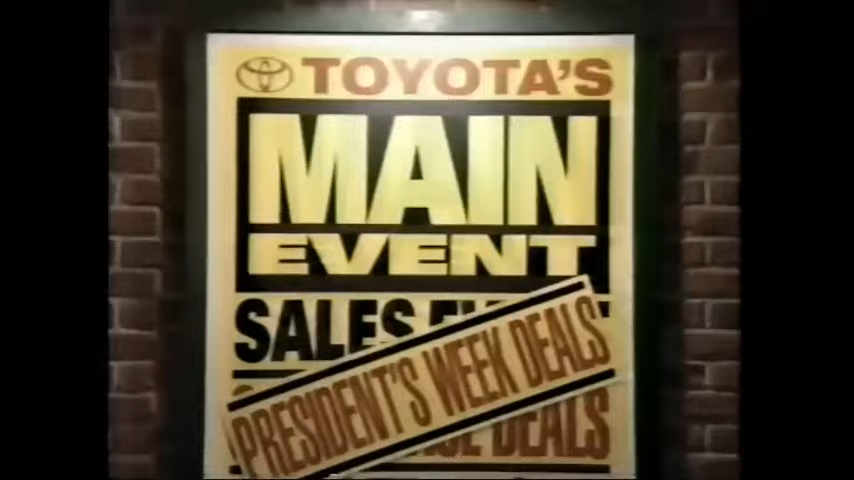 TOYOTA'S
MAIN
EVENT
SALES
PRESIDENT'S WEEK DEALS
DEALS